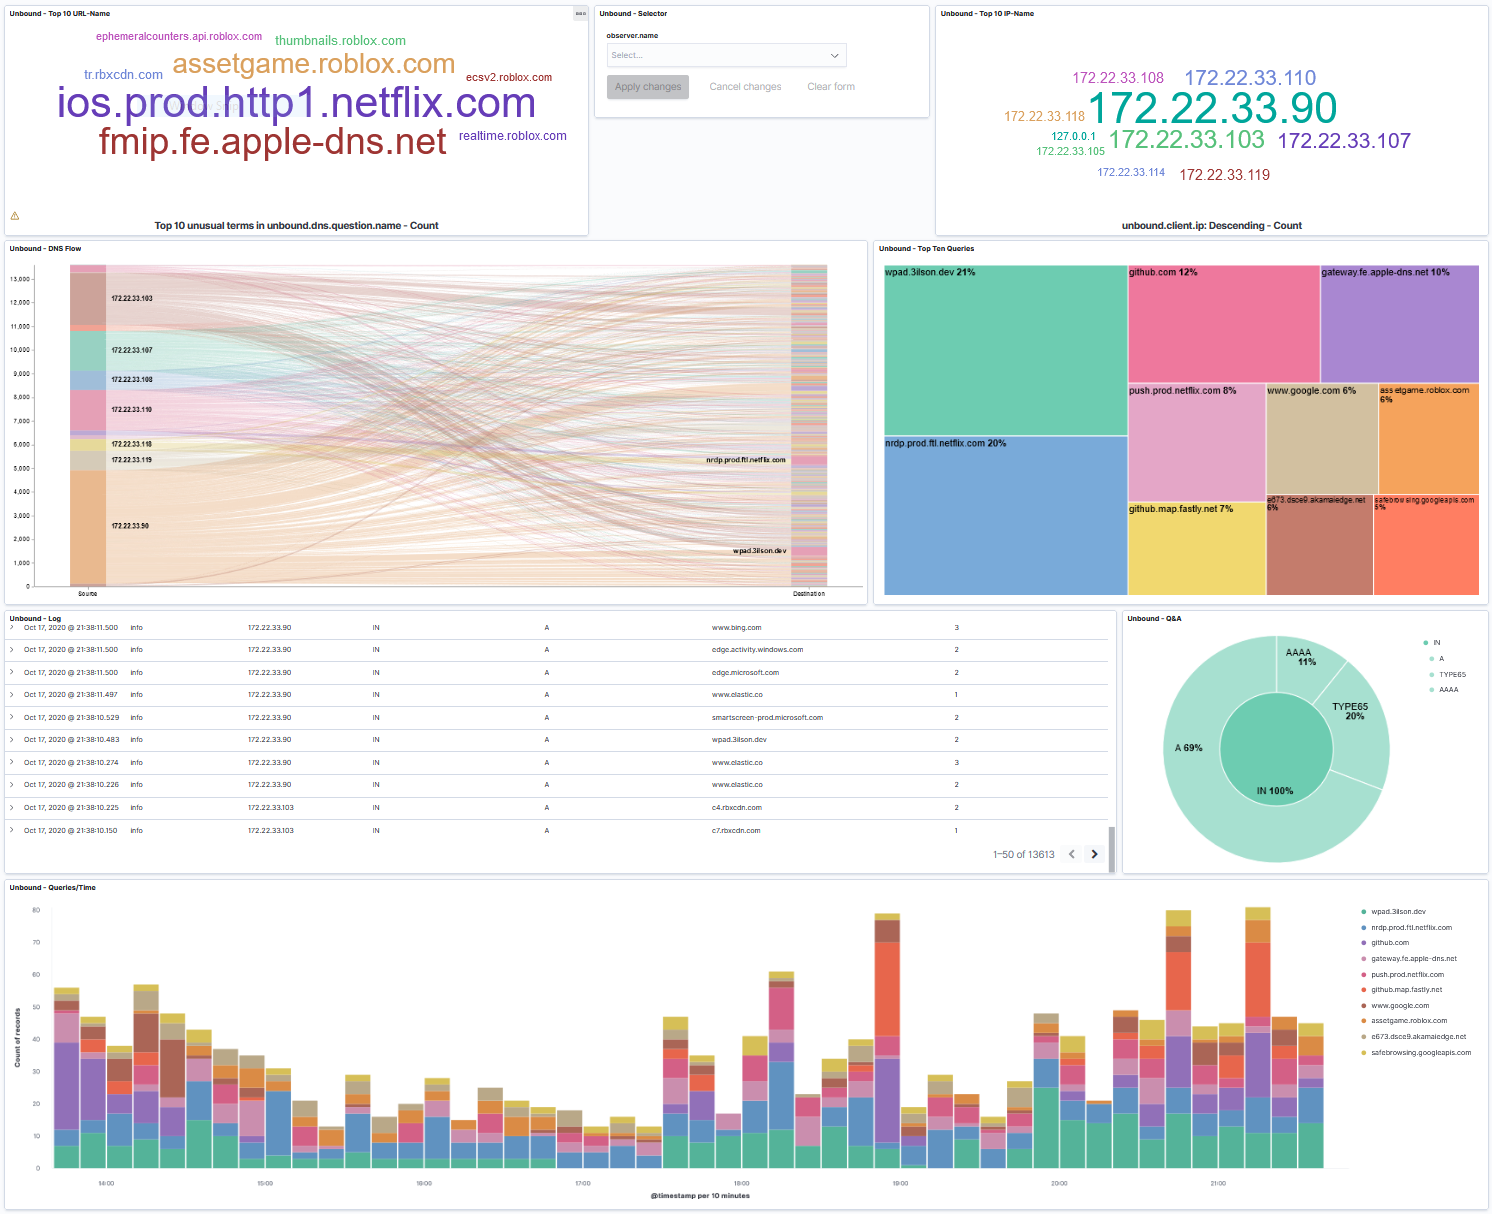 Unbound - Top 10 URL-Name
ephemeralcounters.api.roblox.com
thumbnails.roblox.com
assetgame.roblox.com
tr.rbxcdn.com
ecsv2.roblox.com
ios.prod.http1.netflix.com
fmip.fe.apple-dns.net
realtime.roblox.com
Top 10 unusual terms in unbound.dns.question.name - Count
Unbound - Selector
observer.name
Select...
Apply changes
Cancel changes
Clear form
Unbound - Top 10 IP-Name
172.22.33.108
172.22.33.110
172.22.33.118
172.22.33.90
127.0.0.1
172.22.33.103
172.22.33.107
172.22.33.105
172.22.33.114
172.22.33.119
unbound.client.ip: Descending - Count
Unbound - DNS Flow
13,000
12,000
11,000
10,000
9,000
8,000
7,000
6,000
5,000
4,000
3,000
2,000
1,000
0
172.22.33.103
172.22.33.107
172.22.33.108
172.22.33.110
172.22.33.118
172.22.33.119
172.22.33.90
nrdp.prod.ftl.netflix.com
wpad.3ilson.dev
Source
Destination
Unbound - Top Ten Queries
wpad.3ilson.dev 21%
github.com 12%
gateway.fe.apple-dns.net 10%
push.prod.netflix.com 8%
www.google.com 6%
assetgame.roblox.com
6%
nrdp.prod.ftl.netflix.com 20%
github.map.fastly.net 7%
e673.dsce9.akamaiedge.net
6%
safebrowsing.googleapis.com
5%
Unbound - Log
Oct 17, 2020 @ 21:38:11.500 info 172.22.33.90 IN A www.bing.com 3
Oct 17, 2020 @ 21:38:11.500 info 172.22.33.90 IN A edge.activity.windows.com 2
Oct 17, 2020 @ 21:38:11.500 info 172.22.33.90 IN A edge.microsoft.com 2
Oct 17, 2020 @ 21:38:11.497 info 172.22.33.90 IN A www.elastic.co 1
Oct 17, 2020 @ 21:38:10.529 info 172.22.33.90 IN A smartscreen-prod.microsoft.com 2
Oct 17, 2020 @ 21:38:10.483 info 172.22.33.90 IN A wpad.3ilson.dev 2
Oct 17, 2020 @ 21:38:10.274 info 172.22.33.90 IN A www.elastic.co 3
Oct 17, 2020 @ 21:38:10.226 info 172.22.33.90 IN A www.elastic.co 2
Oct 17, 2020 @ 21:38:10.225 info 172.22.33.103 IN A c4.rbxcdn.com 2
Oct 17, 2020 @ 21:38:10.150 info 172.22.33.103 IN A c7.rbxcdn.com 1
1–50 of 13613
Unbound - Q&A
AAAA
11%
TYPE65
20%
A 69%
IN 100%
IN
A
TYPE65
AAAA
Unbound - Queries/Time
Count of records
80
70
60
50
40
30
20
10
0
14:00
15:00
16:00
17:00
18:00
19:00
20:00
21:00
@timestamp per 10 minutes
wpad.3ilson.dev
nrdp.prod.ftl.netflix.com
github.com
gateway.fe.apple-dns.net
push.prod.netflix.com
github.map.fastly.net
www.google.com
assetgame.roblox.com
e673.dsce9.akamaiedge.net
safebrowsing.googleapis.com